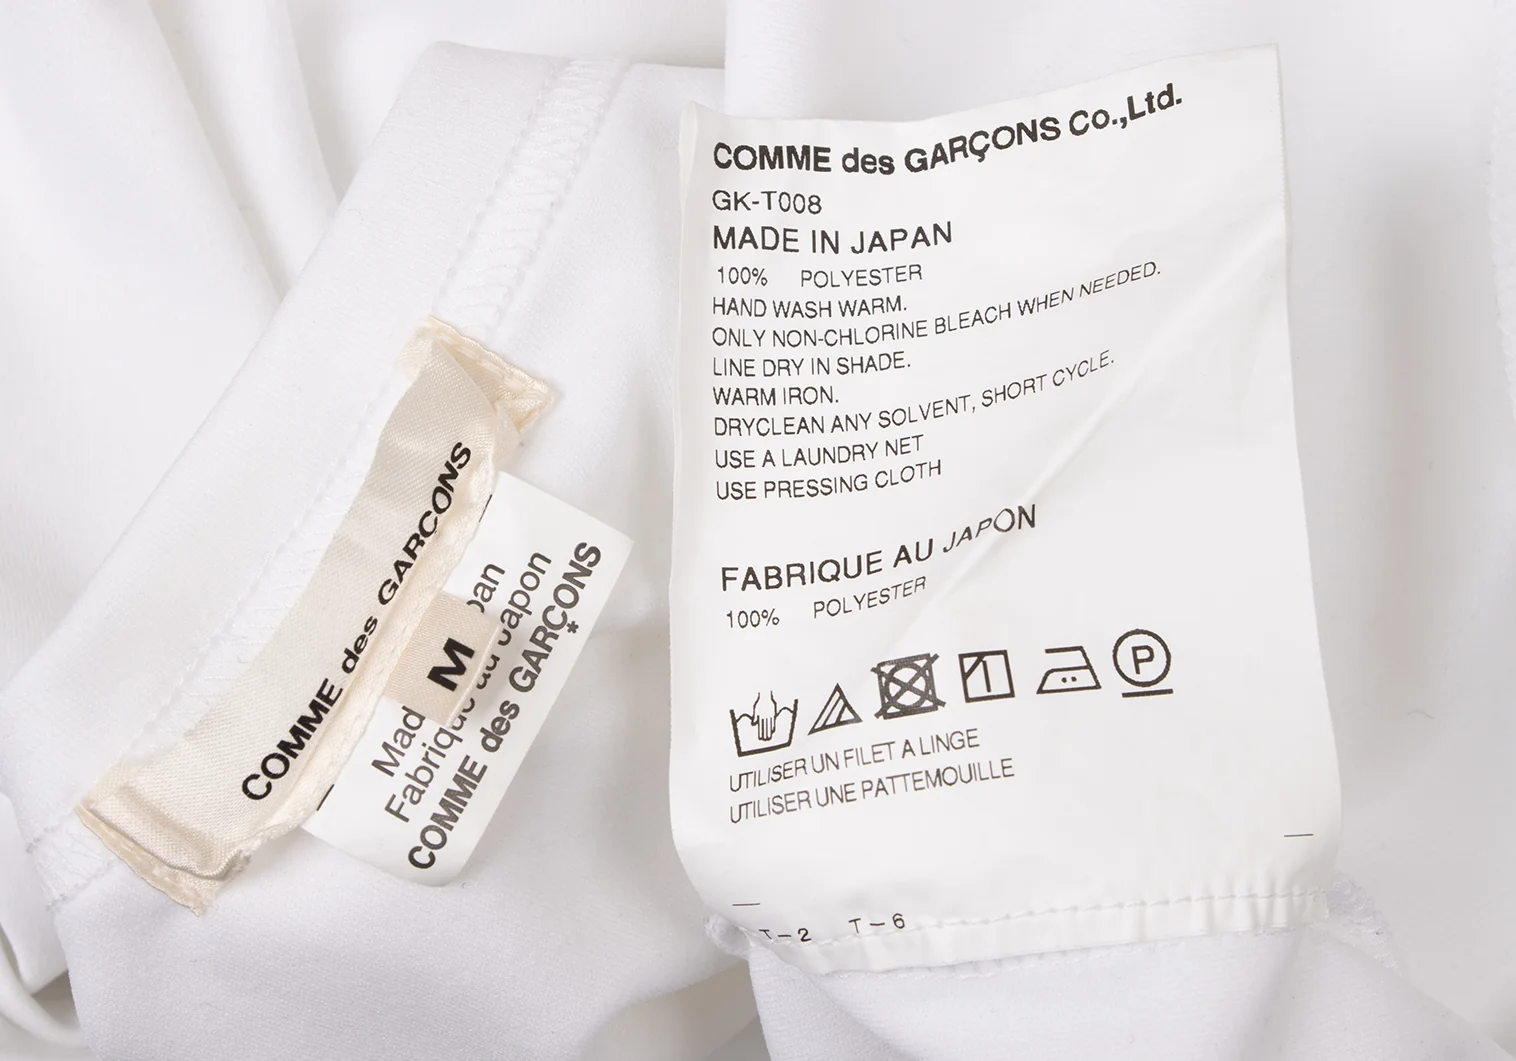 COMME des GARCONS
M
Fabrique au Japon
COMME des GARÇONS
*
COMME des GARÇONS Co.,Ltd.
GK-T008
MADE IN JAPAN
100% POLYESTER
HAND WASH WARM.
ONLY NON-CHLORINE BLEACH WHEN NEEDED.
LINE DRY IN SHADE.
WARM IRON.
DRYCLEAN ANY SOLVENT, SHORT CYCLE.
USE A LAUNDRY NET
USE PRESSING CLOTH
FABRIQUE AU JAPON
100% POLYESTER
P
UTILISER UN FILET A LINGE
UTILISER UNE PATTEMOUILLE
T-2 T-6